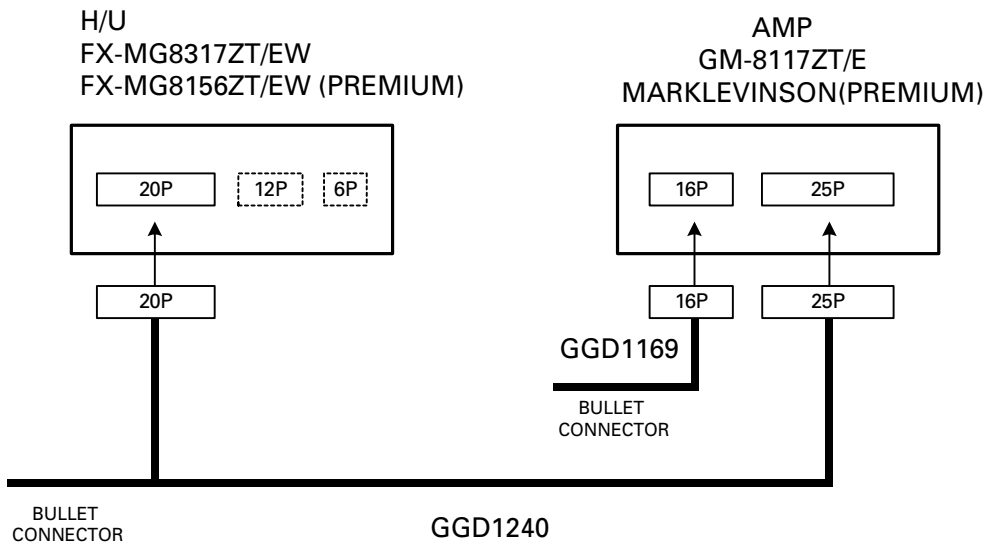 H/U
FX-MG8317ZT/EW
FX-MG8156ZT/EW (PREMIUM)
AMP
GM-8117ZT/E
MARKLEVINSON(PREMIUM)
20P
12P
6P
16P
25P
20P
16P
25P
GGD1169
BULLET
CONNECTOR
BULLET
CONNECTOR
GGD1240